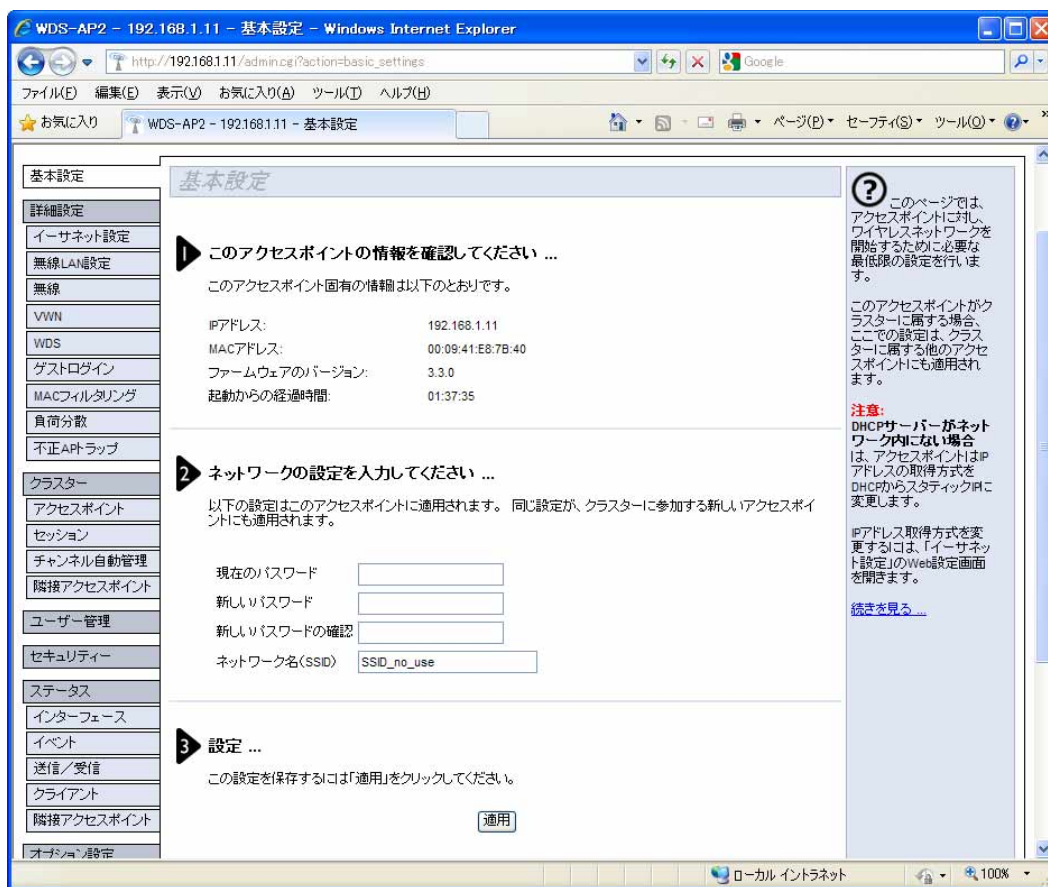 WDS-AP2 - 192.168.1.11 - 基本設定 - Windows Internet Explorer
http://192.168.1.11/admin.cgi?action=basic_settings
Google
ファイル(F) 編集(E) 表示(V) お気に入り(A) ツール(T) ヘルプ(H)
お気に入り
WDS-AP2 - 192.168.1.11 - 基本設定
ページ(P) セーフティ(S) ツール(O)
基本設定
詳細設定
イーサネット設定
無線LAN設定
無線
VWN
WDS
ゲストログイン
MACフィルタリング
負荷分散
不正APトラップ
クラスター
アクセスポイント
セッション
チャンネル自動管理
隣接アクセスポイント
ユーザー管理
セキュリティー
ステータス
インターフェース
イベント
送信/受信
クライアント
隣接アクセスポイント
オプション設定
基本設定
1 このアクセスポイントの情報を確認してください ...
このアクセスポイント固有の情報は以下のとおりです。
IPアドレス: 192.168.1.11
MACアドレス: 00:09:41:E8:7B:40
ファームウェアのバージョン: 3.3.0
起動からの経過時間: 01:37:35
2 ネットワークの設定を入力してください ...
以下の設定はこのアクセスポイントに適用されます。 同じ設定が、クラスターに参加する新しいアクセスポイ
ントにも適用されます。
現在のパスワード
新しいパスワード
新しいパスワードの確認
ネットワーク名(SSID) SSID_no_use
3 設定 ...
この設定を保存するには「適用」をクリックしてください。
適用
?
このページでは、
アクセスポイントに対し、
ワイヤレスネットワークを
開始するために必要な
最低限の設定を行いま
す。
このアクセスポイントがク
ラスターに属する場合、
ここでの設定は、クラス
ターに属する他のアクセ
スポイントにも適用され
ます。
注意:
DHCPサーバーがネット
ワーク内にない場合
は、アクセスポイントはIP
アドレスの取得方式を
DHCPからスタティックIPに
変更します。
IPアドレス取得方式を変
更するには、「イーサネッ
ト設定」のWeb設定画面
を開きます。
続きを見る ...
ローカル イントラネット
100%